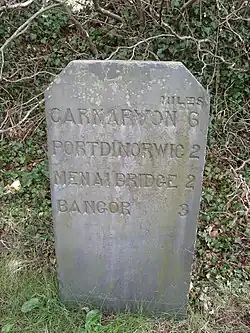 MILES
CARNARVON 6
PORTDINORWIC 2
MENAI BRIDGE 2
BANGOR 3